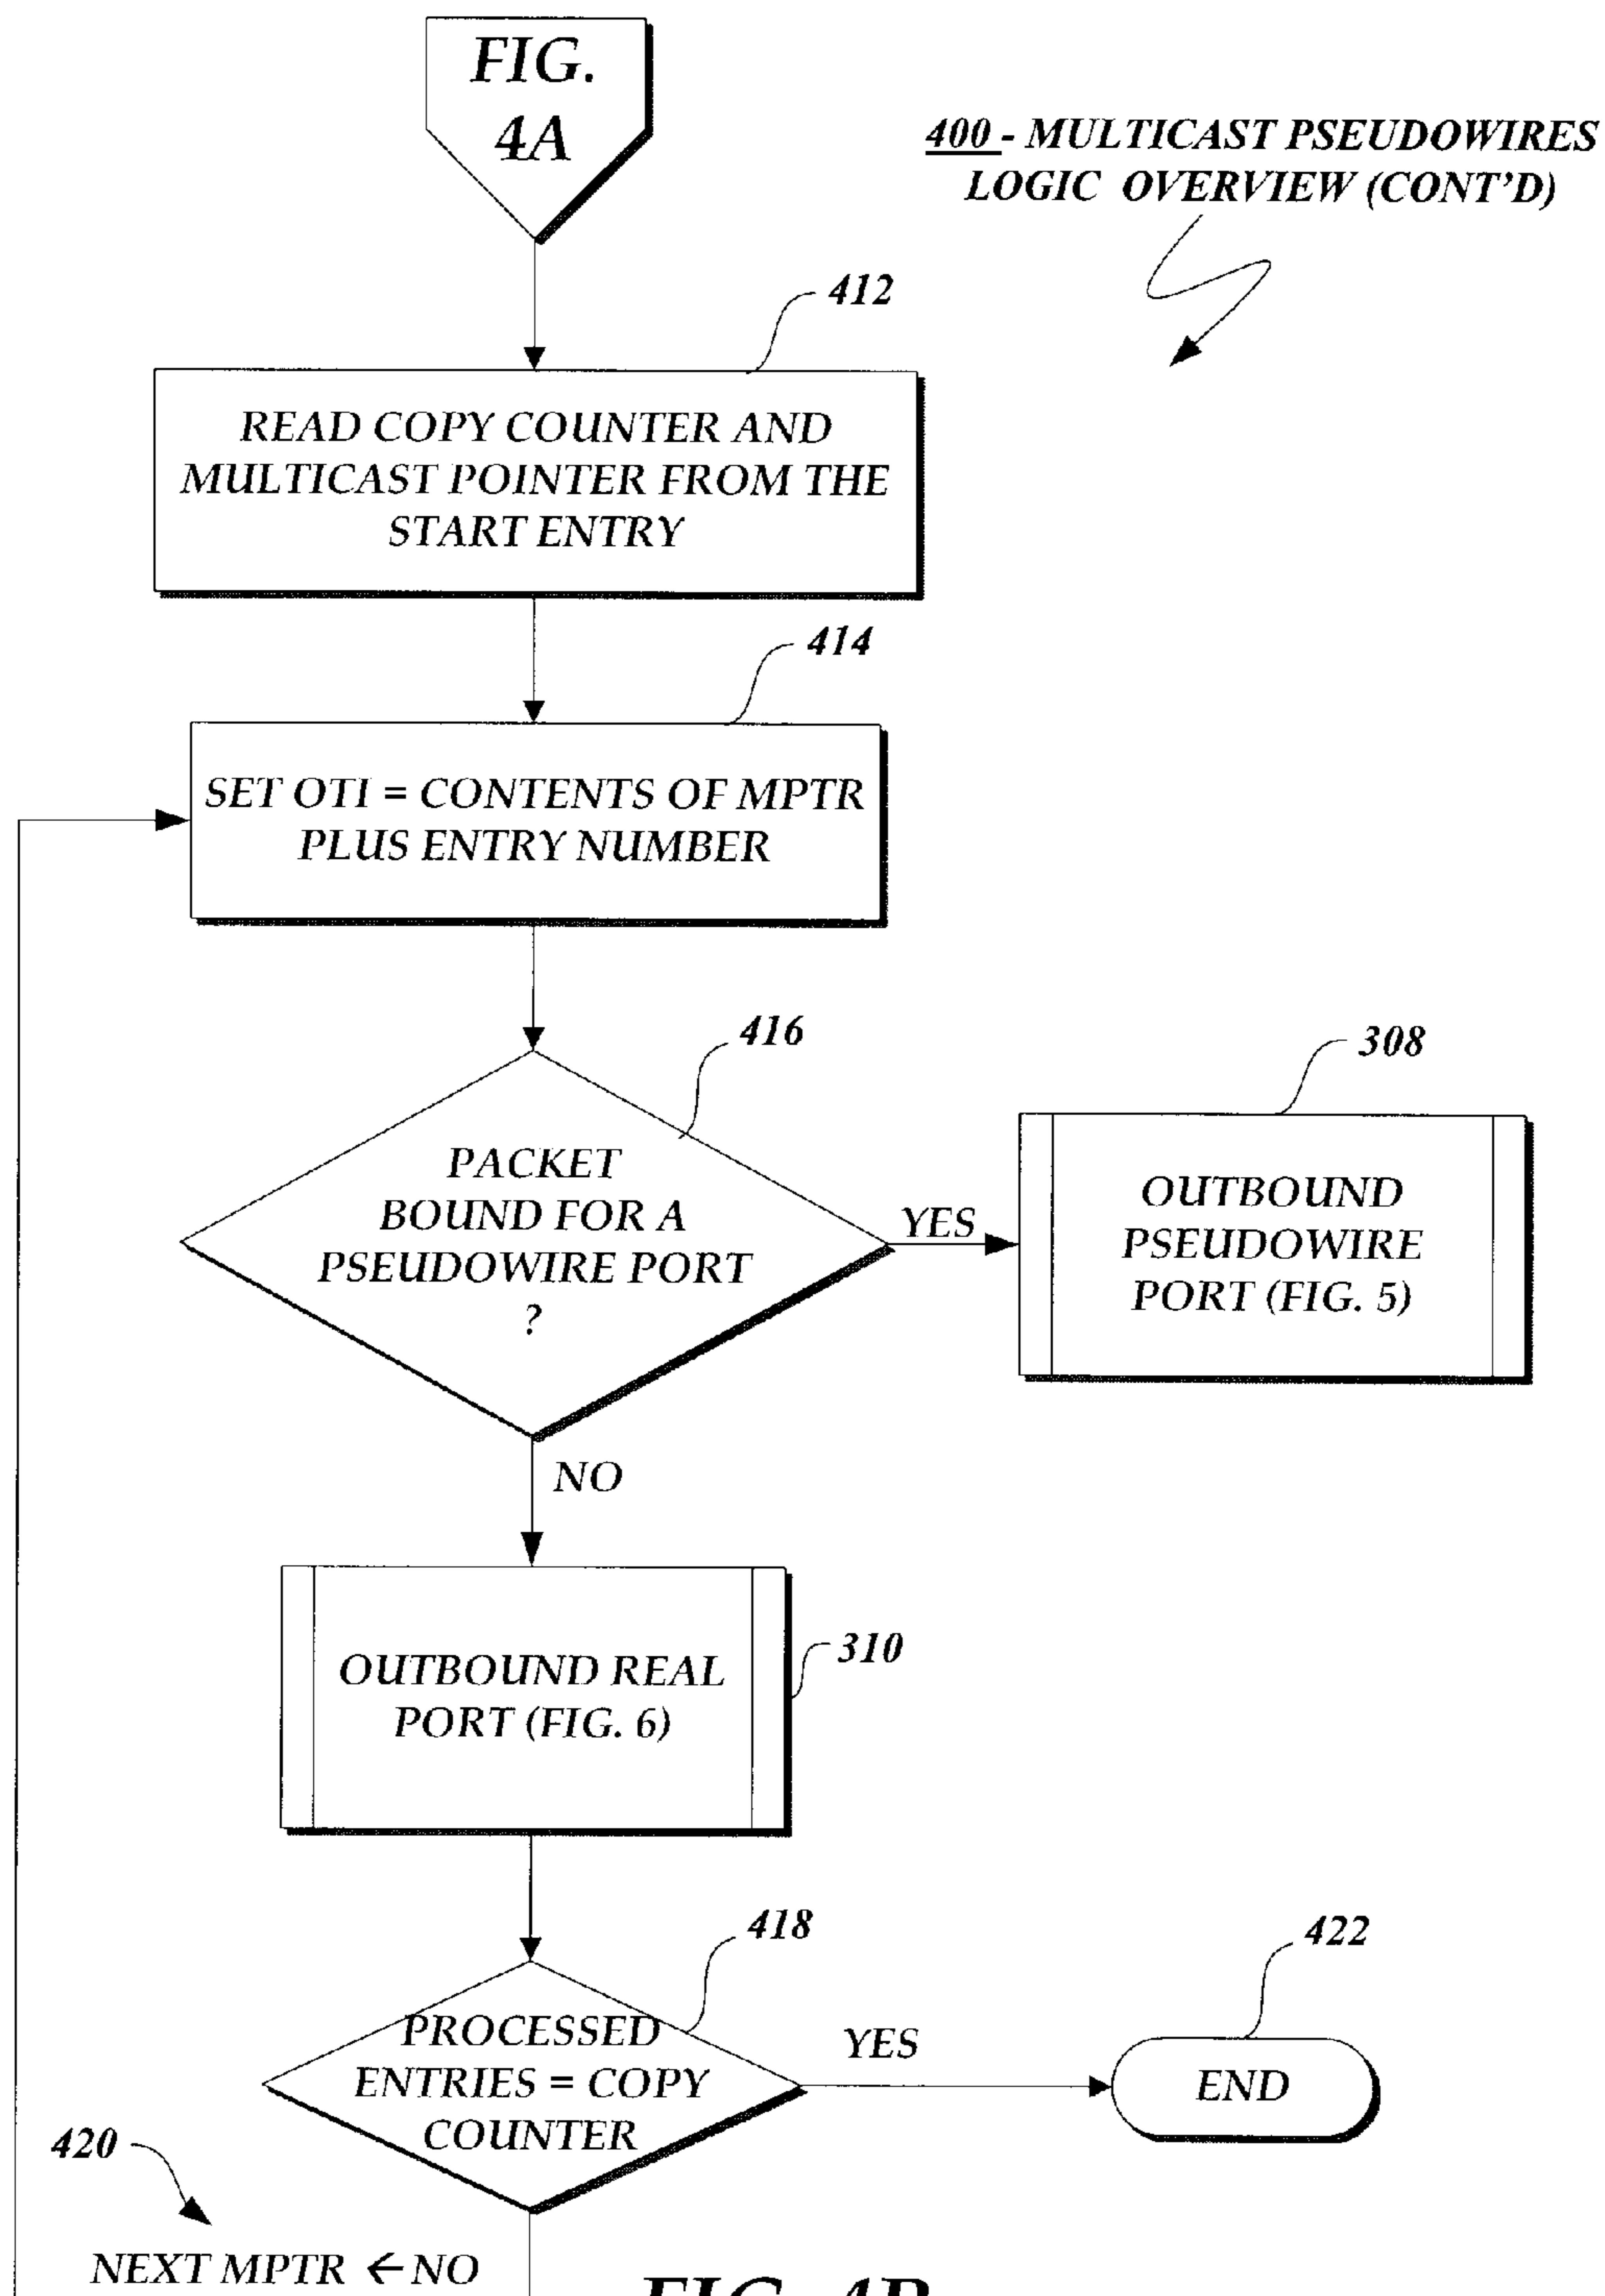 FIG.
4A
400 - MULTICAST PSEUDOWIRES
LOGIC OVERVIEW (CONT'D)
412
READ COPY COUNTER AND
MULTICAST POINTER FROM THE
START ENTRY
414
SET OTI = CONTENTS OF MPTR
PLUS ENTRY NUMBER
416
PACKET
BOUND FOR A
PSEUDOWIRE PORT
?
YES
308
OUTBOUND
PSEUDOWIRE
PORT (FIG. 5)
NO
310
OUTBOUND REAL
PORT (FIG. 6)
418
PROCESSED
ENTRIES = COPY
COUNTER
YES
422
END
420
NEXT MPTR ← NO
FIG. 4B